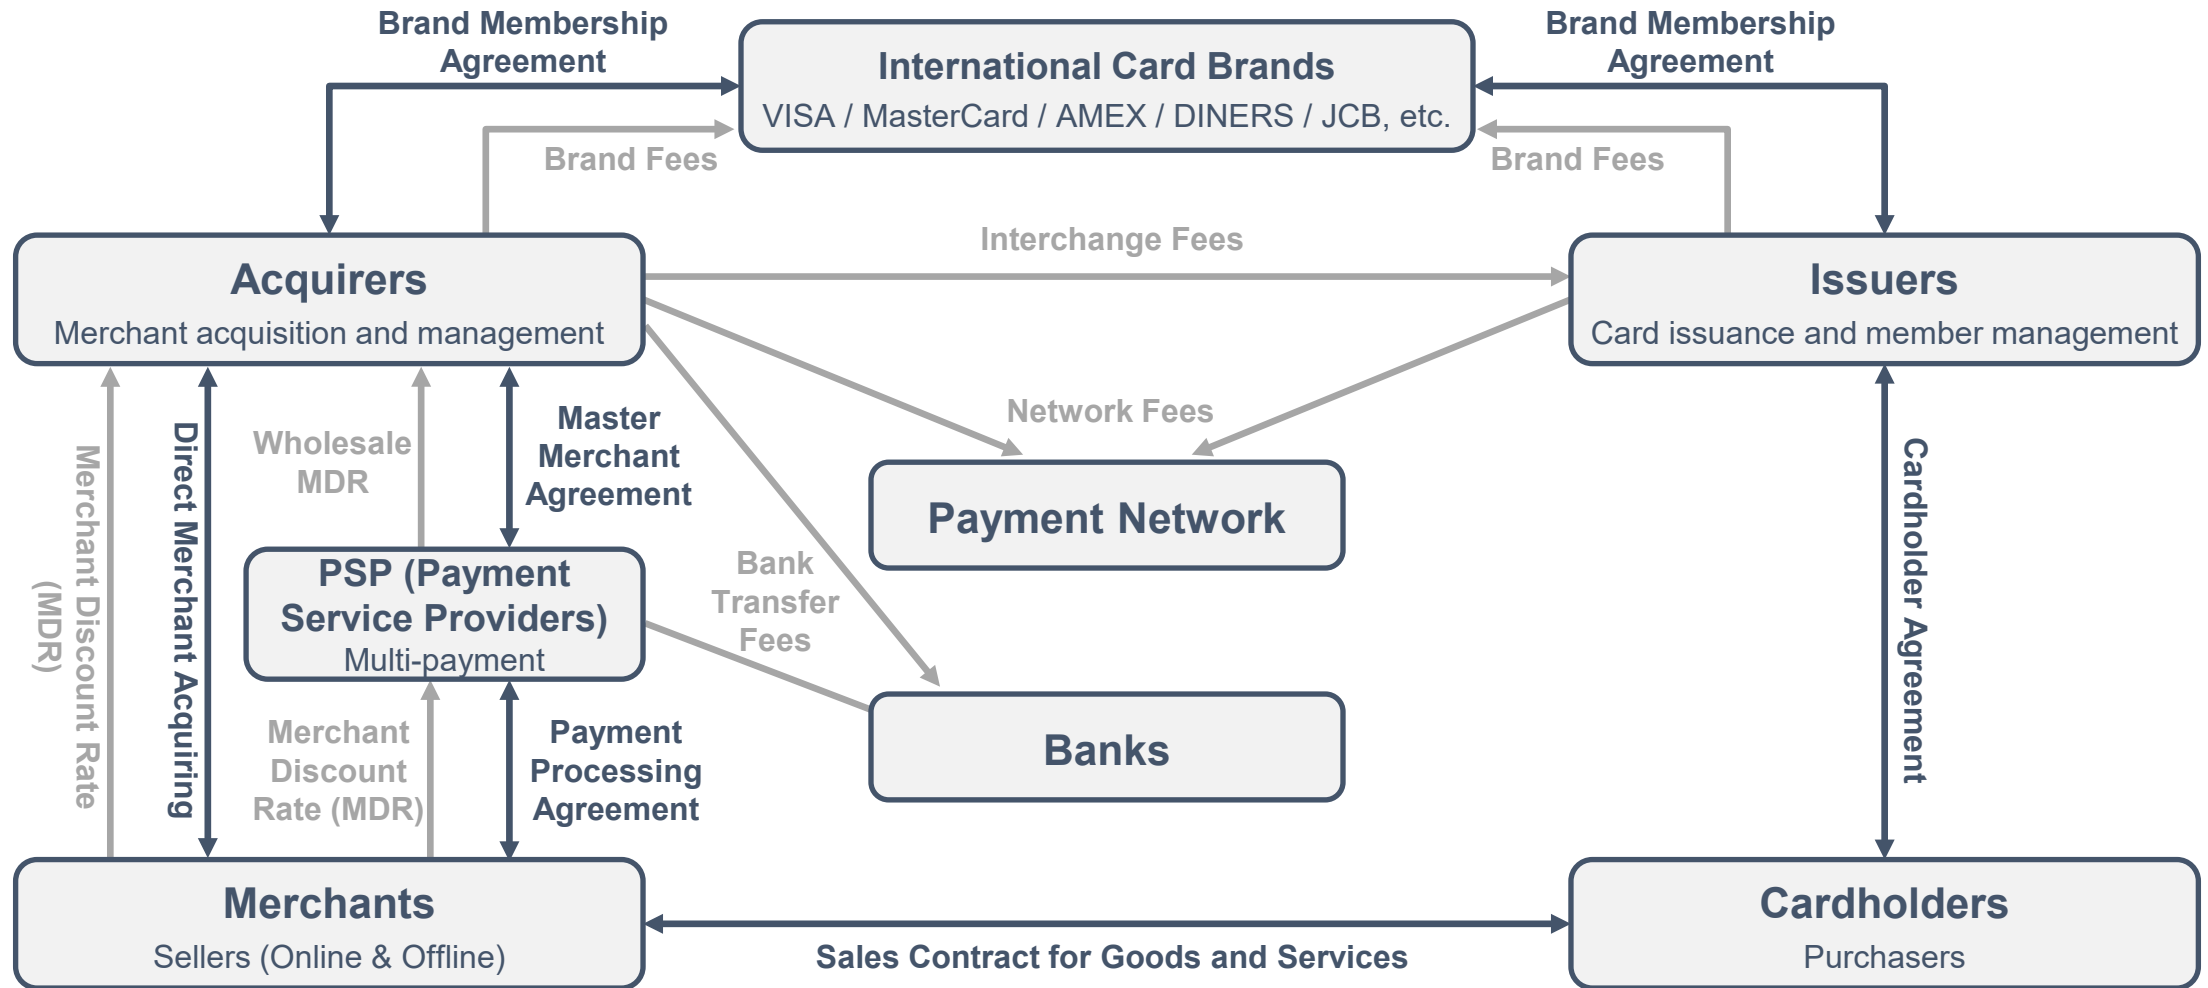 Brand Membership
Agreement
International Card Brands
VISA / MasterCard / AMEX / DINERS / JCB, etc.
Brand Membership
Agreement
Brand Fees
Brand Fees
Interchange Fees
Acquirers
Merchant acquisition and management
Issuers
Card issuance and member management
Merchant Discount Rate
(MDR)
Direct Merchant Acquiring
Wholesale
MDR
Master
Merchant
Agreement
Network Fees
Payment Network
Cardholder Agreement
PSP (Payment
Service Providers)
Multi-payment
Bank
Transfer
Fees
Merchant
Discount
Rate (MDR)
Payment
Processing
Agreement
Banks
Merchants
Sellers (Online & Offline)
Sales Contract for Goods and Services
Cardholders
Purchasers